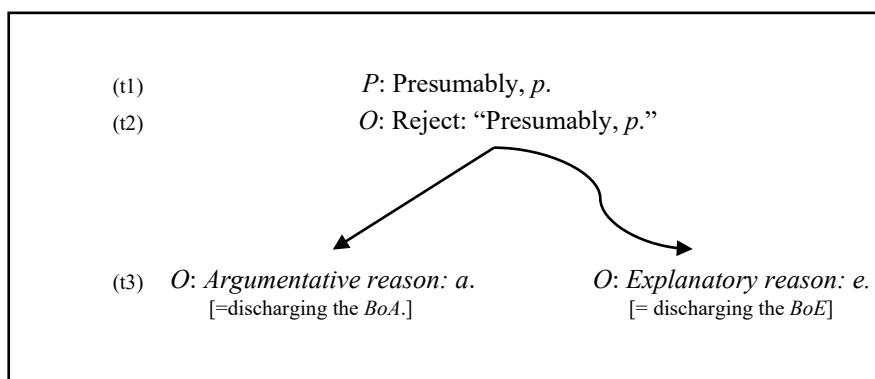 (t1) P: Presumably, p.
(t2) O: Reject: “Presumably, p.”
(t3) O: Argumentative reason: a. O: Explanatory reason: e.
[=discharging the BoA.] [= discharging the BoE]